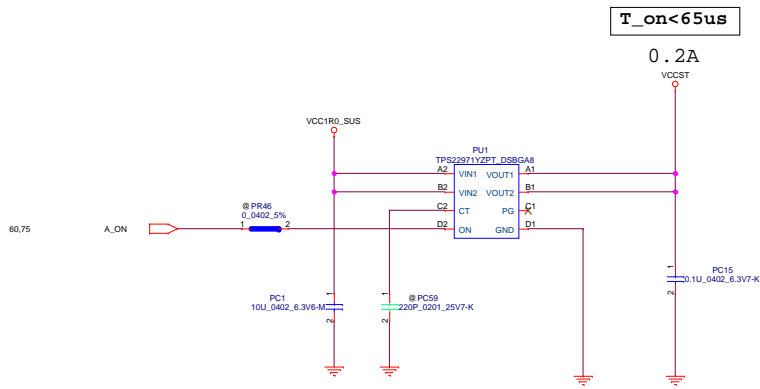 T_on<65us
0.2A
VCCST
VCC1R0_SUS
PU1
TPS22971YZPT_DSBGA8
A2 VIN1 VOUT1 A1
B2 VIN2 VOUT2 B1
C2 CT PG C1
D2 ON GND D1
@ PR46
0_0402_5%
1 2
60,75 A_ON
1
PC1
10U_0402_6.3V6-M
2
1
@ PC59
220P_0201_25V7-K
2
1
PC15
0.1U_0402_6.3V7-K
2